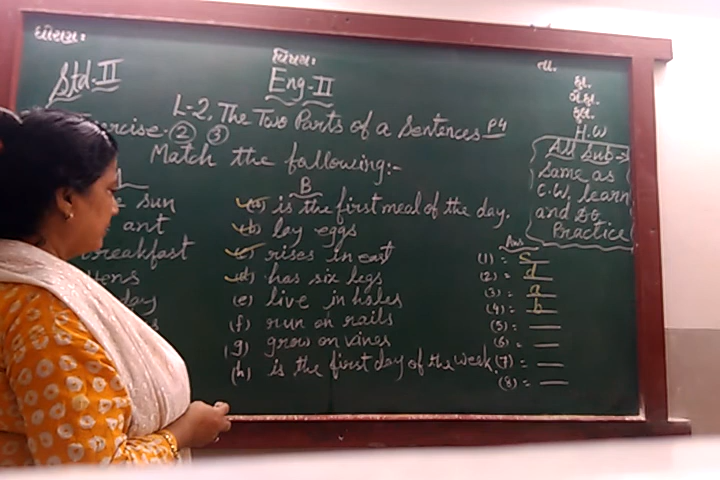 ધોરણ:
વિષય:
તા.
Std-II
Eng-II
L-2, The Two Parts of a Sentences P4
ercise- ② ③
H.W
Match the following:-
All Sub→
same as
C.W, learn
and do
Practice
B
sun
(a) is the first meal of the day.
ant
(b) lay eggs
breakfast
(c) rises in east
Hens
(d) has six legs
day
(e) live in holes
(f) run on rails
(g) grow on vines
(h) is the first day of the week.
Ans
(1) = c
(2) = d
(3) = a
(4) = b
(5) =
(6) =
(7) =
(8) =